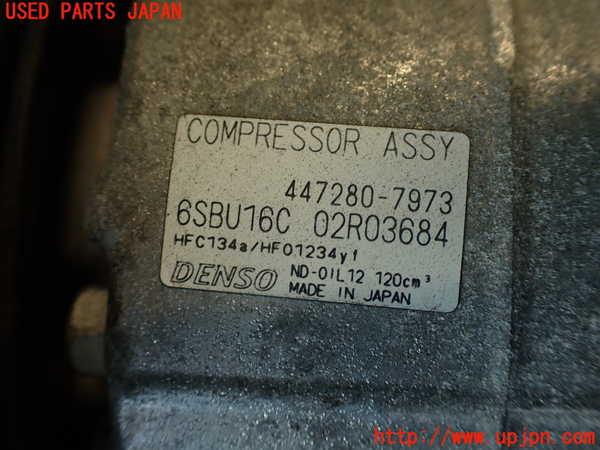 USED PARTS JAPAN
COMPRESSOR ASSY
447280-7973
6SBU16C 02R03684
HFC134a/HFO1234yf
DENSO ND-OIL12 120cm³
MADE IN JAPAN
http://www.upjpn.com/